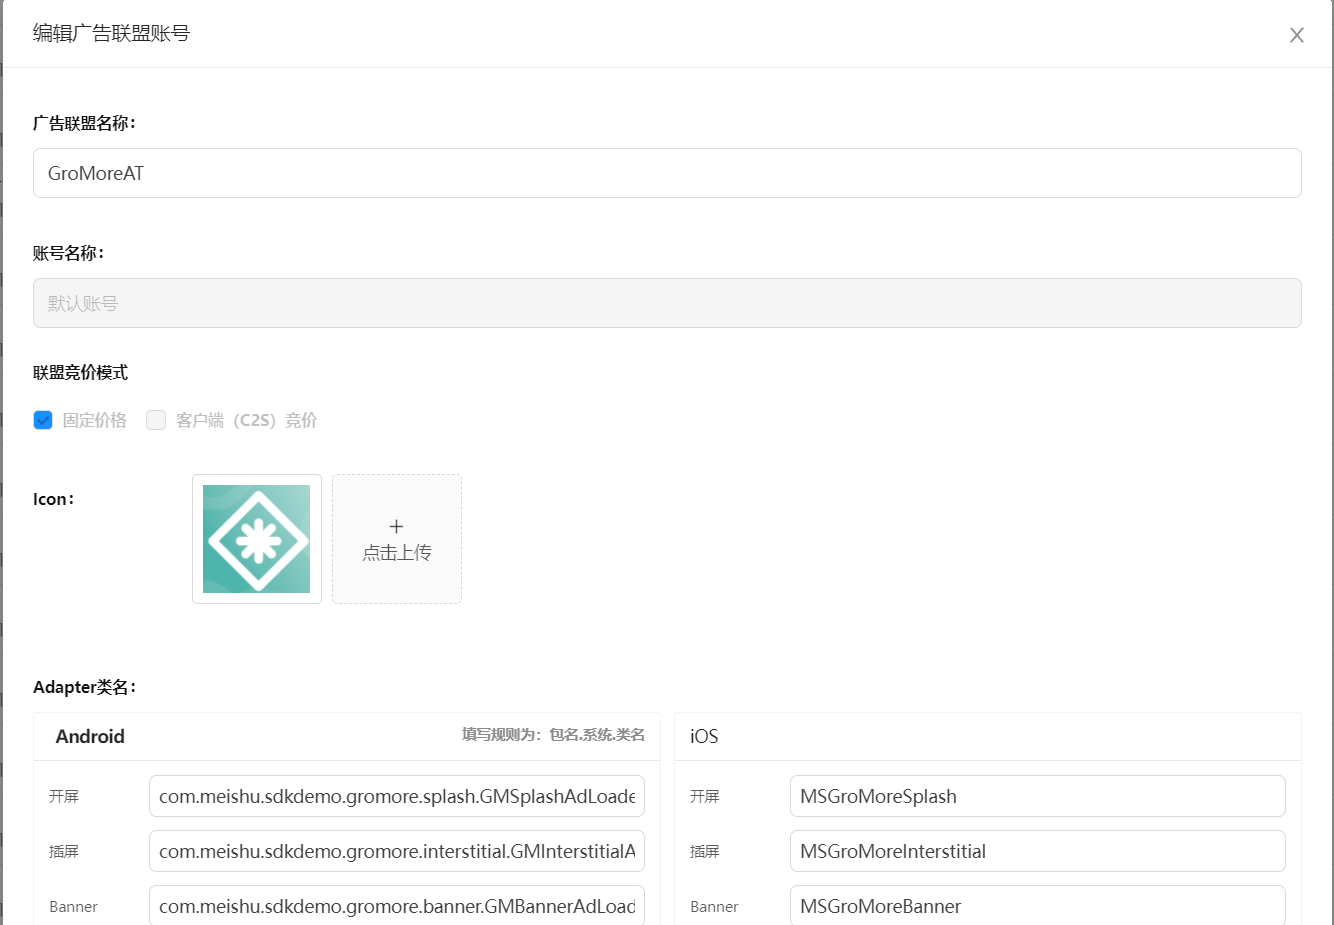 编辑广告联盟账号
广告联盟名称：
GroMoreAT
账号名称：
默认账号
联盟竞价模式
固定价格 客户端（C2S）竞价
Icon：
点击上传
Adapter类名：
Android 填写规则为：包名.系统.类名
开屏 com.meishu.sdkdemo.gromore.splash.GMSplashAdLoade
插屏 com.meishu.sdkdemo.gromore.interstitial.GMInterstitialA
Banner com.meishu.sdkdemo.gromore.banner.GMBannerAdLoad
iOS
开屏 MSGroMoreSplash
插屏 MSGroMoreInterstitial
Banner MSGroMoreBanner